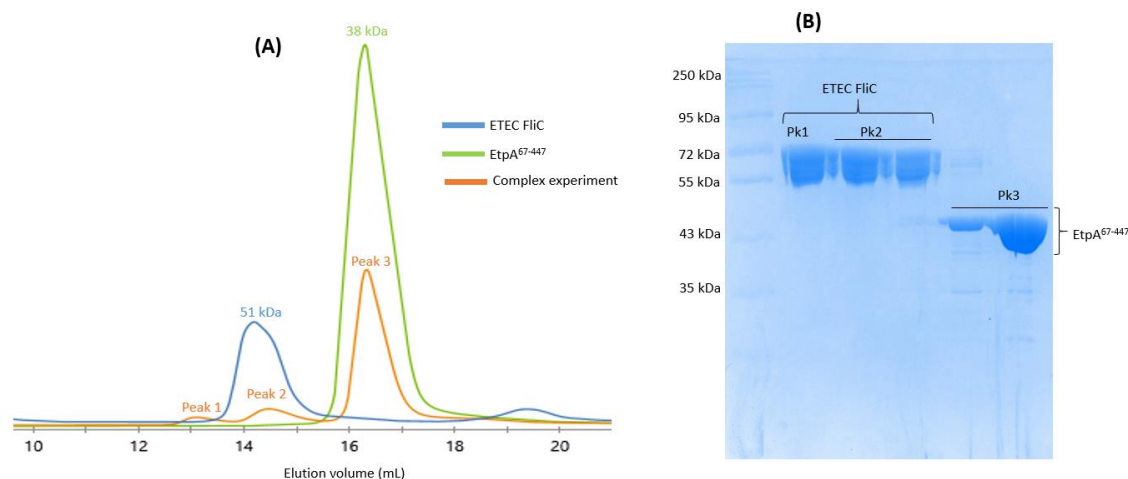 (A)
38 kDa
ETEC FliC
EtpA67-447
Complex experiment
Peak 3
51 kDa
Peak 1
Peak 2
10 12 14 16 18 20
Elution volume (mL)
(B)
250 kDa
95 kDa
72 kDa
55 kDa
43 kDa
35 kDa
ETEC FliC
Pk1 Pk2
Pk3
EtpA67-447